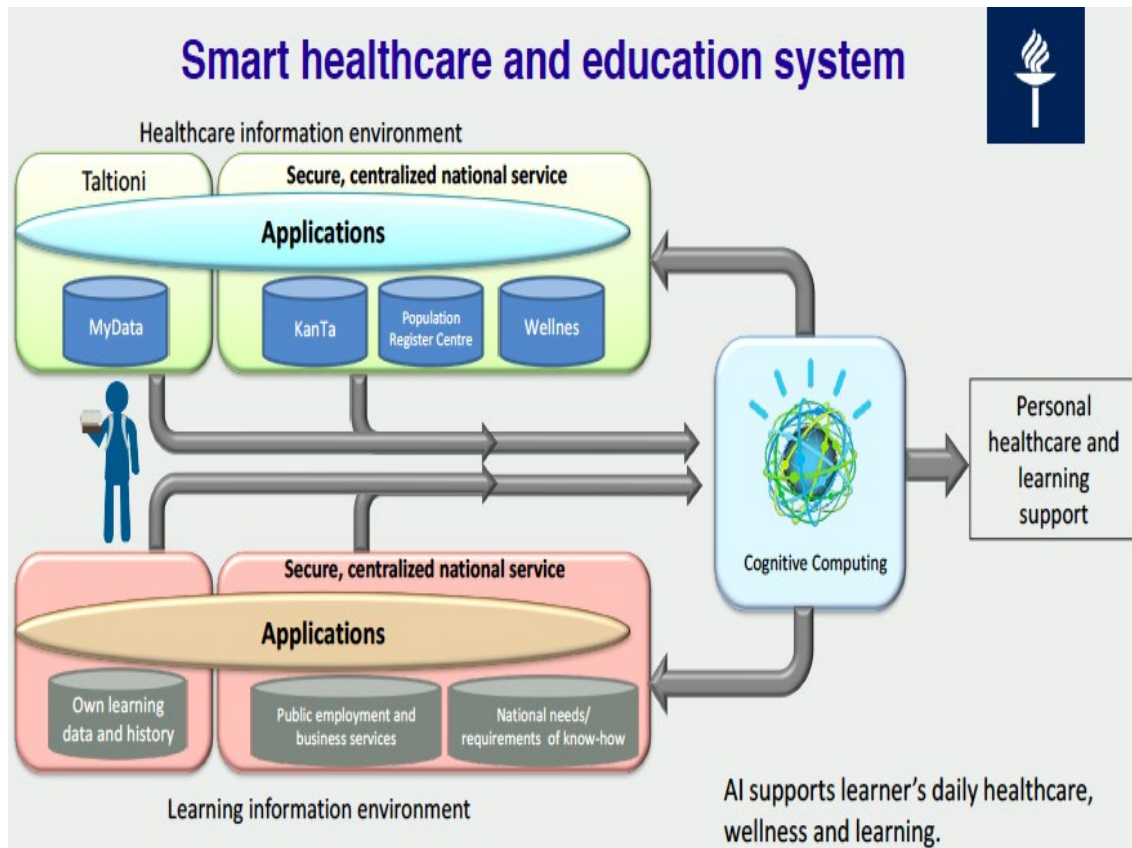 Smart healthcare and education system
Healthcare information environment
Taltioni
Secure, centralized national service
Applications
MyData
KanTa
Population
Register Centre
Wellnes
Cognitive Computing
Personal
healthcare and
learning
support
Secure, centralized national service
Applications
Own learning
data and history
Public employment and
business services
National needs/
requirements of know-how
Learning information environment
AI supports learner's daily healthcare,
wellness and learning.